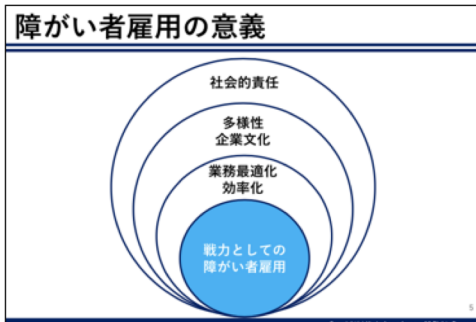 障がい者雇用の意義
社会的責任
多様性
企業文化
業務最適化
効率化
戦力としての
障がい者雇用
5